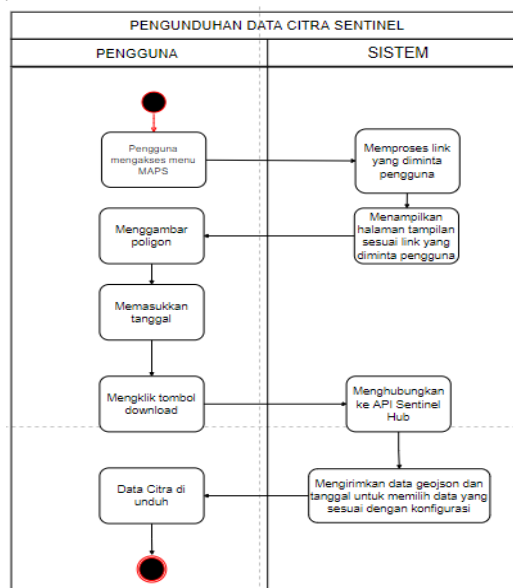 PENGUNDUHAN DATA CITRA SENTINEL
PENGGUNA
SISTEM
Pengguna
mengakses menu
MAPS
Memproses link
yang diminta
pengguna
Menampilkan
halaman tampilan
sesuai link yang
diminta pengguna
Menggambar
poligon
Memasukkan
tanggal
Mengklik tombol
download
Menghubungkan
ke API Sentinel
Hub
Mengirimkan data geojson dan
tanggal untuk memilih data yang
sesuai dengan konfigurasi
Data Citra di
unduh